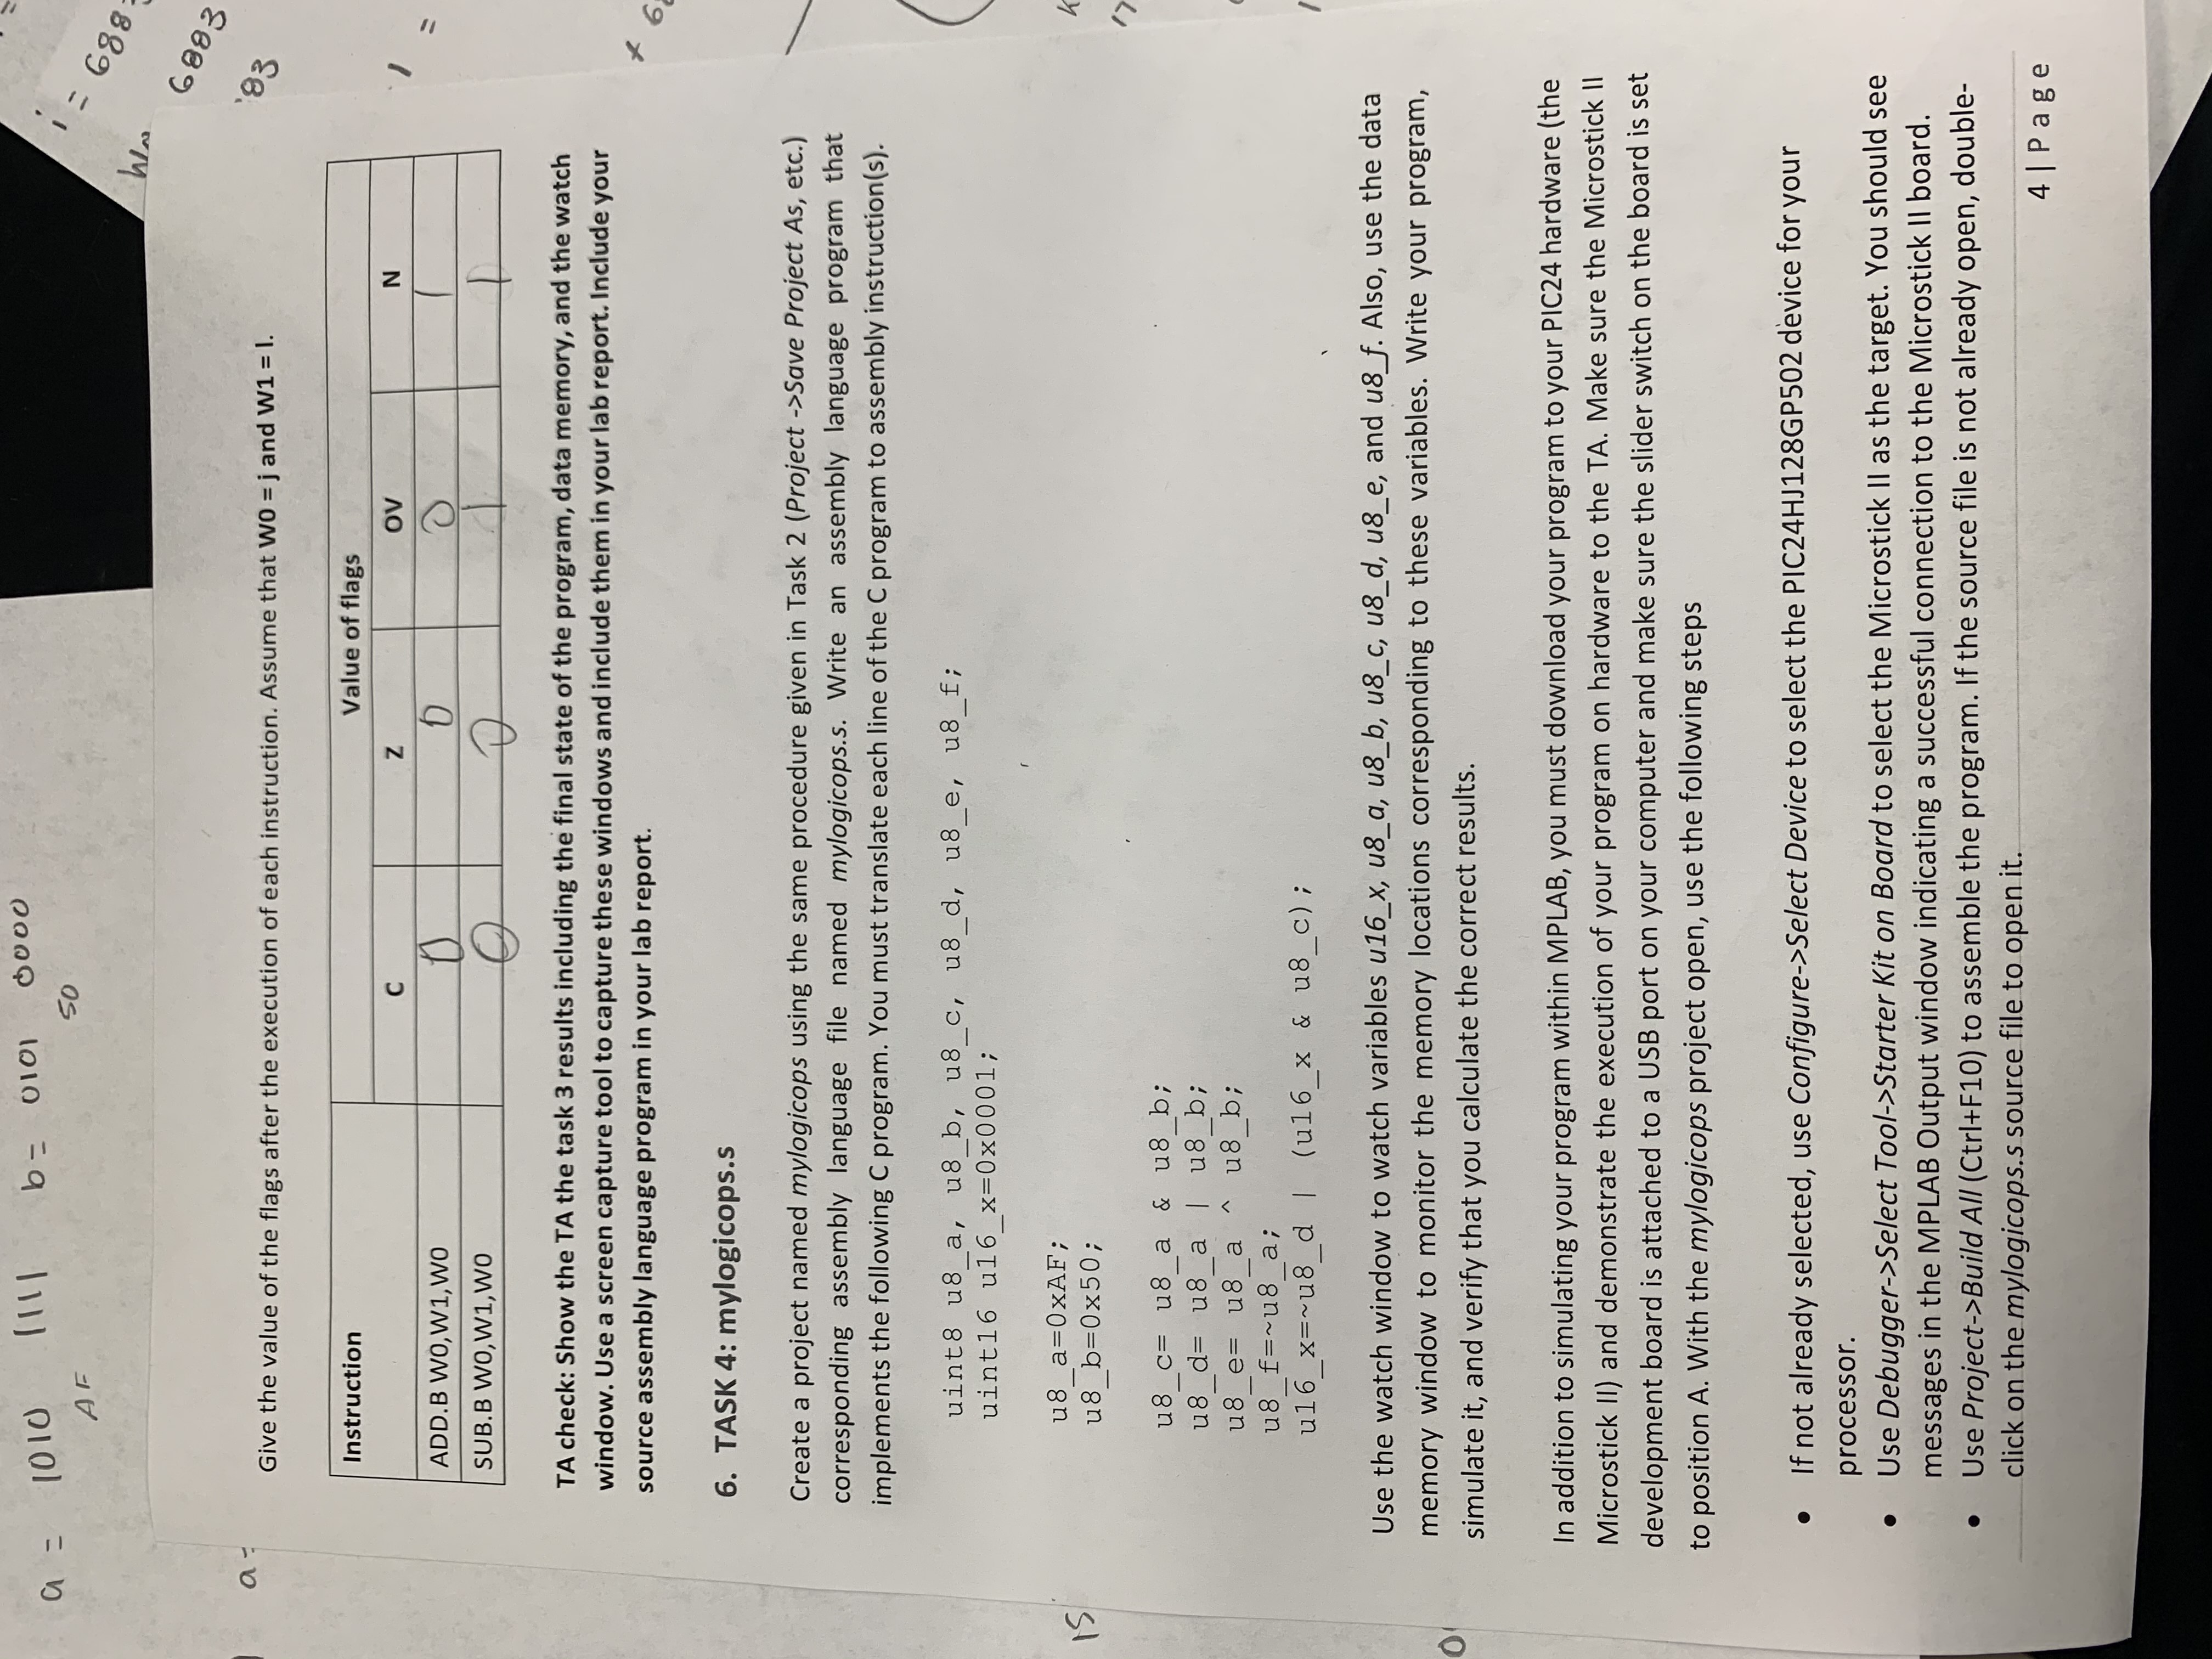 a = 1010 1111 b = 0101 0000
AF 50
i = 688
6883
'83
a =
Give the value of the flags after the execution of each instruction. Assume that W0 = j and W1 = l.
Instruction Value of flags
C Z OV N
ADD.B W0,W1,W0 0 0 0 1
SUB.B W0,W1,W0 0 0 1 1
TA check: Show the TA the task 3 results including the final state of the program, data memory, and the watch
window. Use a screen capture tool to capture these windows and include them in your lab report. Include your
source assembly language program in your lab report.
6. TASK 4: mylogicops.s
Create a project named mylogicops using the same procedure given in Task 2 (Project ->Save Project As, etc.)
corresponding assembly language file named mylogicops.s. Write an assembly language program that
implements the following C program. You must translate each line of the C program to assembly instruction(s).
uint8 u8_a, u8_b, u8_c, u8_d, u8_e, u8_f;
uint16 u16_x=0x0001;
u8_a=0xAF;
u8_b=0x50;
15
u8_c= u8_a & u8_b;
u8_d= u8_a | u8_b;
u8_e= u8_a ^ u8_b;
u8_f=~u8_a;
u16_x=~u8_d | (u16_x & u8_c);
Use the watch window to watch variables u16_x, u8_a, u8_b, u8_c, u8_d, u8_e, and u8_f. Also, use the data
memory window to monitor the memory locations corresponding to these variables. Write your program,
simulate it, and verify that you calculate the correct results.
In addition to simulating your program within MPLAB, you must download your program to your PIC24 hardware (the
Microstick II) and demonstrate the execution of your program on hardware to the TA. Make sure the Microstick II
development board is attached to a USB port on your computer and make sure the slider switch on the board is set
to position A. With the mylogicops project open, use the following steps
• If not already selected, use Configure->Select Device to select the PIC24HJ128GP502 device for your
processor.
• Use Debugger->Select Tool->Starter Kit on Board to select the Microstick II as the target. You should see
messages in the MPLAB Output window indicating a successful connection to the Microstick II board.
• Use Project->Build All (Ctrl+F10) to assemble the program. If the source file is not already open, double-
click on the mylogicops.s source file to open it.
4 | Page